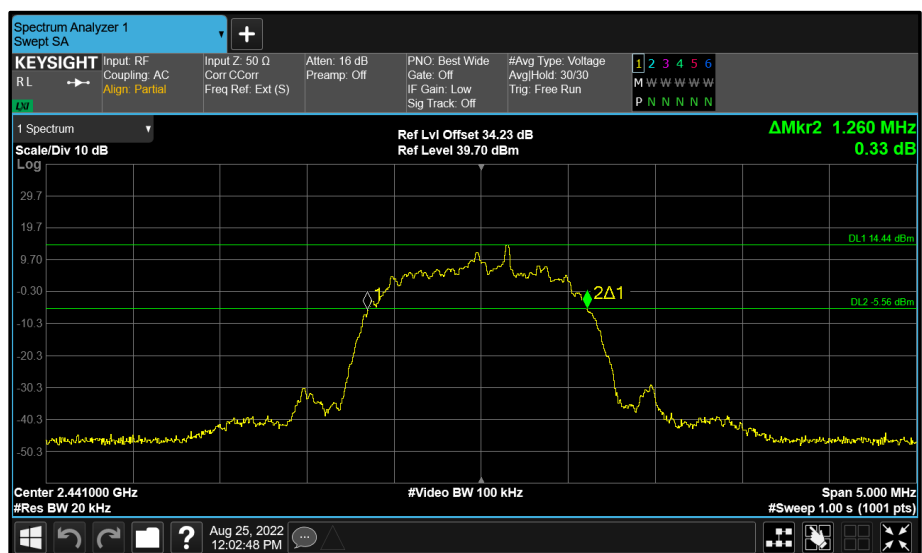 Spectrum Analyzer 1
Swept SA
+
KEYSIGHT
RL
LXI
Input: RF
Coupling: AC
Align: Partial
Input Z: 50 Ω
Corr CCorr
Freq Ref: Ext (S)
Atten: 16 dB
Preamp: Off
PNO: Best Wide
Gate: Off
IF Gain: Low
Sig Track: Off
#Avg Type: Voltage
Avg|Hold: 30/30
Trig: Free Run
1 2 3 4 5 6
M W W W W W
P N N N N N
1 Spectrum
Scale/Div 10 dB
Ref Lvl Offset 34.23 dB
Ref Level 39.70 dBm
ΔMkr2 1.260 MHz
0.33 dB
Log
29.7
19.7
9.70
-0.30
-10.3
-20.3
-30.3
-40.3
-50.3
DL1 14.44 dBm
1
2Δ1
DL2 -5.56 dBm
Center 2.441000 GHz
#Res BW 20 kHz
#Video BW 100 kHz
Span 5.000 MHz
#Sweep 1.00 s (1001 pts)
?
Aug 25, 2022
12:02:48 PM